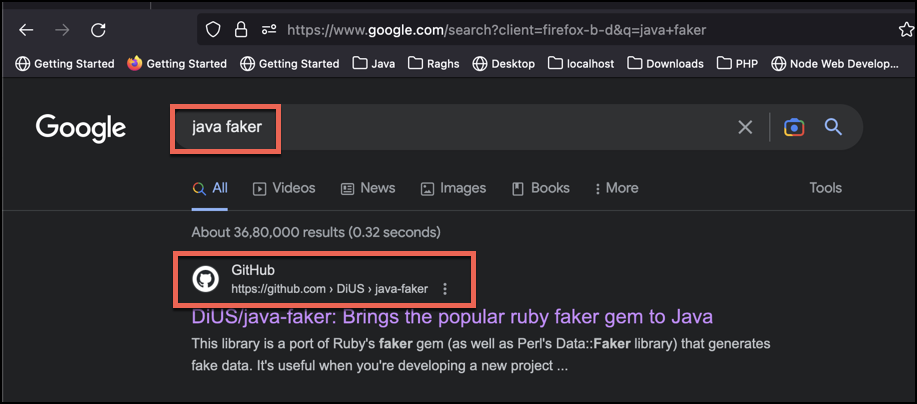 https://www.google.com/search?client=firefox-b-d&q=java+faker
Getting Started Getting Started Getting Started Java Raghs Desktop localhost Downloads PHP Node Web Develop...
Google
java faker
All Videos News Images Books More Tools
About 36,80,000 results (0.32 seconds)
GitHub
https://github.com › DiUS › java-faker
DiUS/java-faker: Brings the popular ruby faker gem to Java
This library is a port of Ruby's faker gem (as well as Perl's Data::Faker library) that generates
fake data. It's useful when you're developing a new project ...